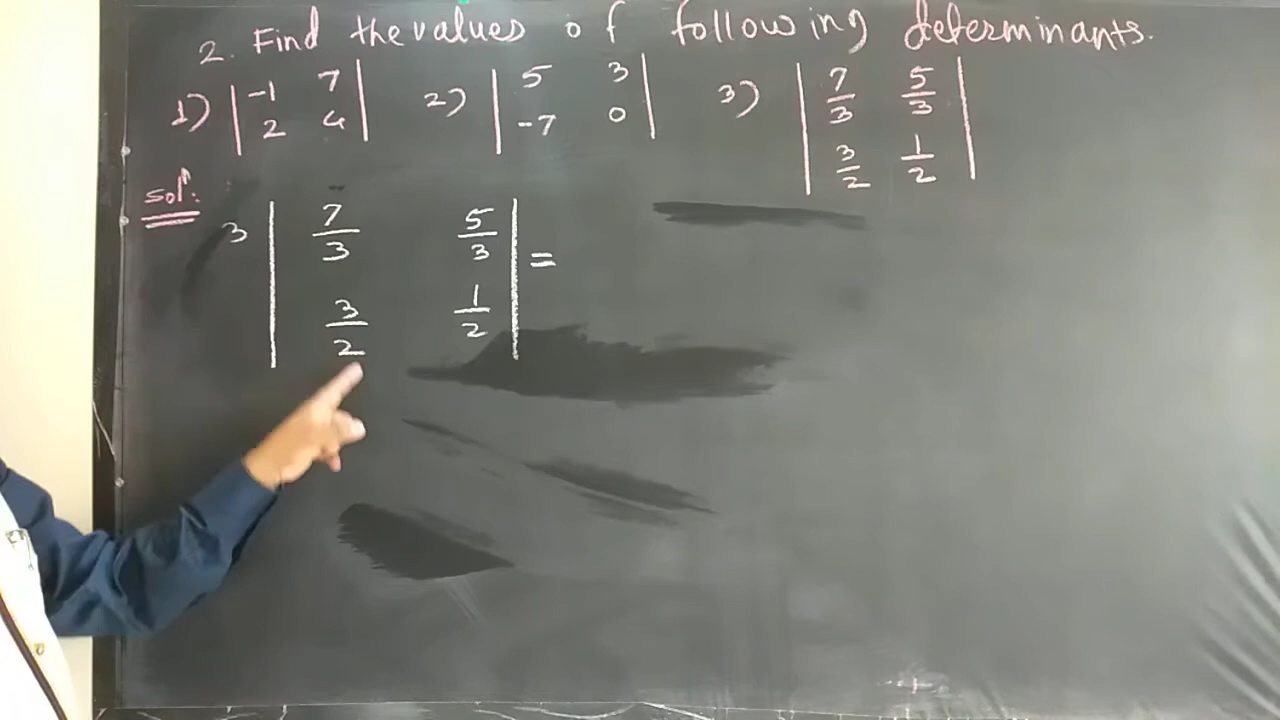 2. Find the values of following determinants.
1) | -1 7 | 2) | 5 3 | 3) | 7/3 5/3 |
| 2 4 | | -7 0 | | 3/2 1/2 |
solⁿ:
3 | 7/3 5/3 | =
| 3/2 1/2 |